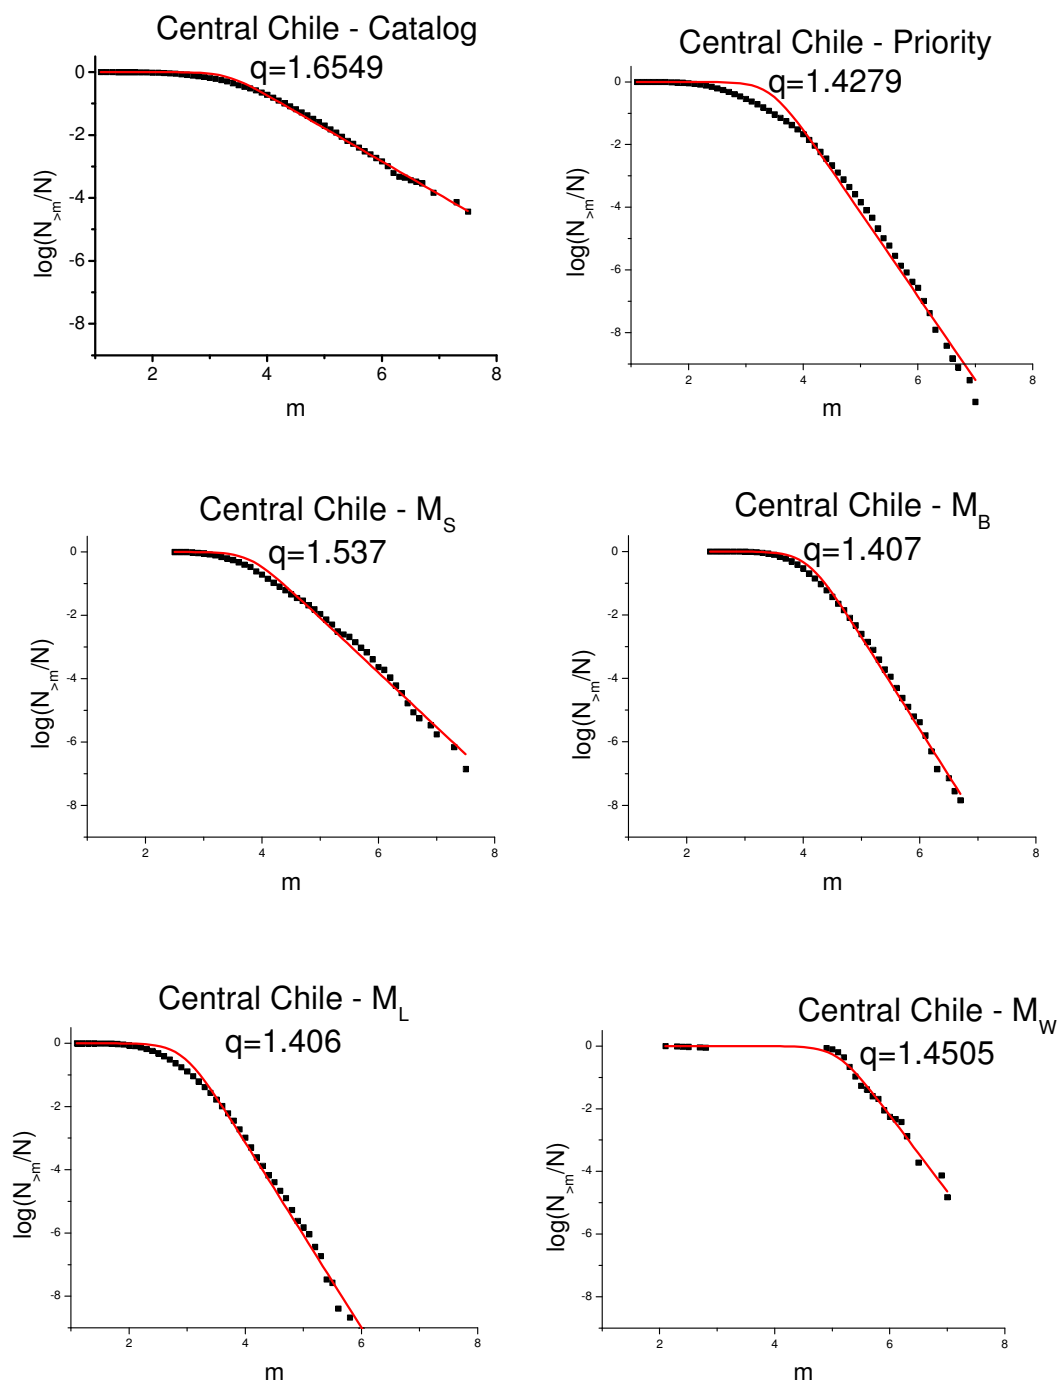 Central Chile - Catalog
q=1.6549
0
-2
-4
-6
-8
2
4
6
8
log(N>m/N)
m
Central Chile - Priority
q=1.4279
0
-2
-4
-6
-8
2
4
6
8
log(N>m/N)
m
Central Chile - MS
q=1.537
0
-2
-4
-6
-8
2
4
6
8
log(N>m/N)
m
Central Chile - MB
q=1.407
0
-2
-4
-6
-8
2
4
6
8
log(N>m/N)
m
Central Chile - ML
q=1.406
0
-2
-4
-6
-8
2
4
6
8
log(N>m/N)
m
Central Chile - MW
q=1.4505
0
-2
-4
-6
-8
2
4
6
8
log(N>m/N)
m